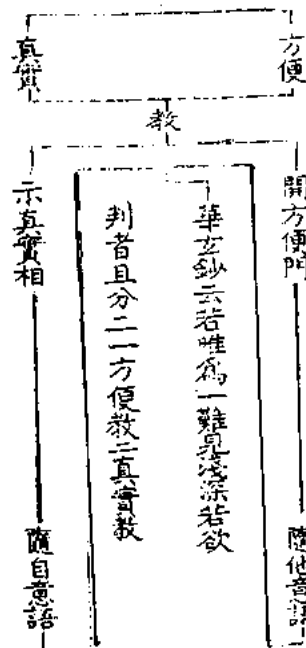 方便
真實
教
開方便門
隨他意語
華玄鈔云若唯爲一難見淺深若欲
判者且分二一方便教二真實教
示真實相
隨自意語